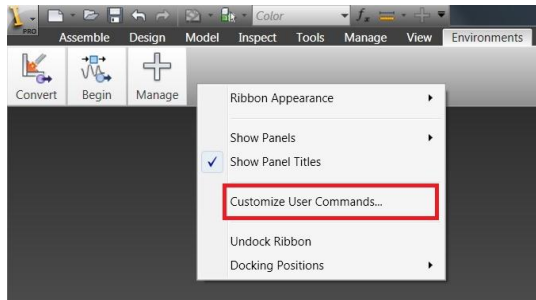 PRO Color fx
Assemble Design Model Inspect Tools Manage View Environments
Convert Begin Manage
Ribbon Appearance
Show Panels
Show Panel Titles
Customize User Commands...
Undock Ribbon
Docking Positions